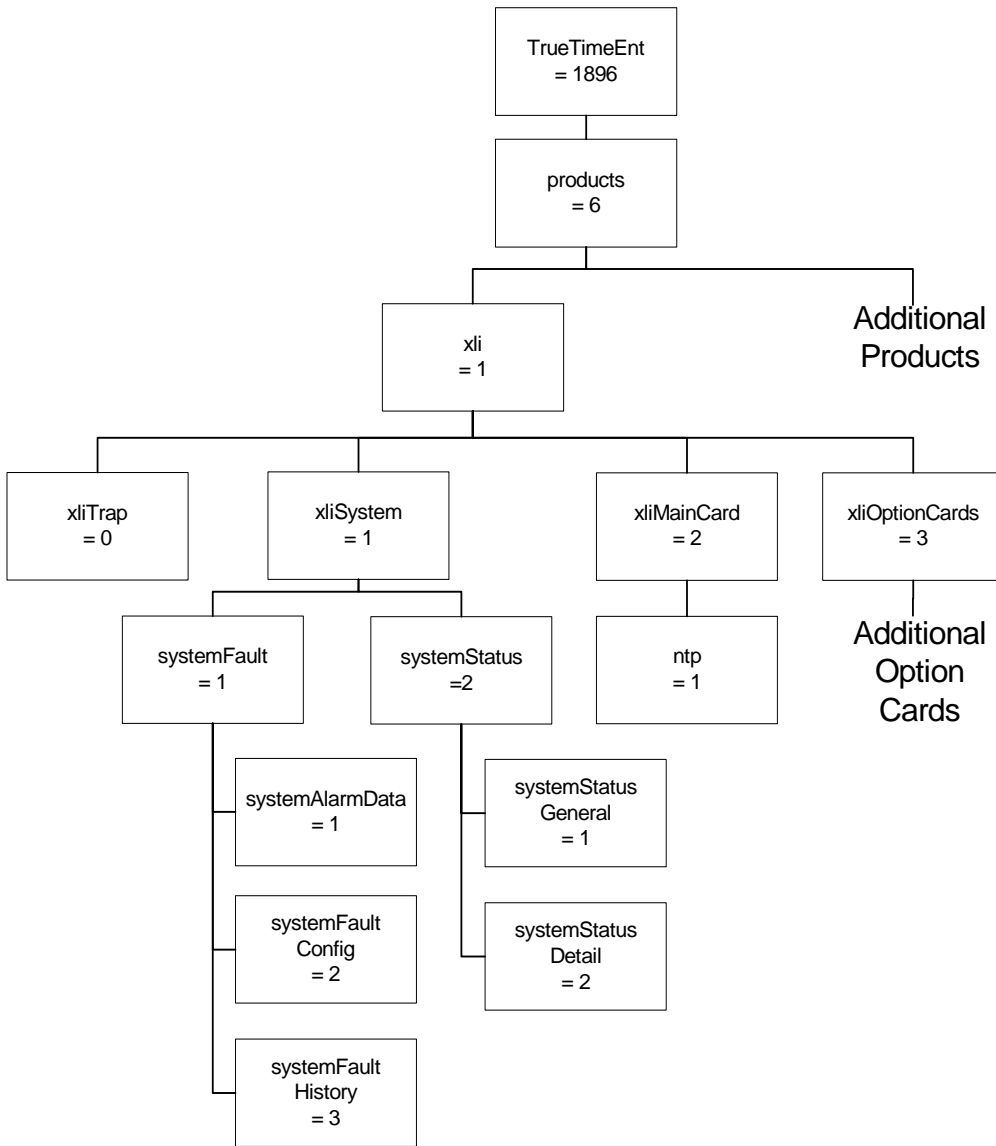 TrueTimeEnt
= 1896
products
= 6
xli
= 1
Additional
Products
xliTrap
= 0
xliSystem
= 1
xliMainCard
= 2
xliOptionCards
= 3
systemFault
= 1
systemStatus
=2
ntp
= 1
Additional
Option
Cards
systemAlarmData
= 1
systemStatus
General
= 1
systemFault
Config
= 2
systemStatus
Detail
= 2
systemFault
History
= 3